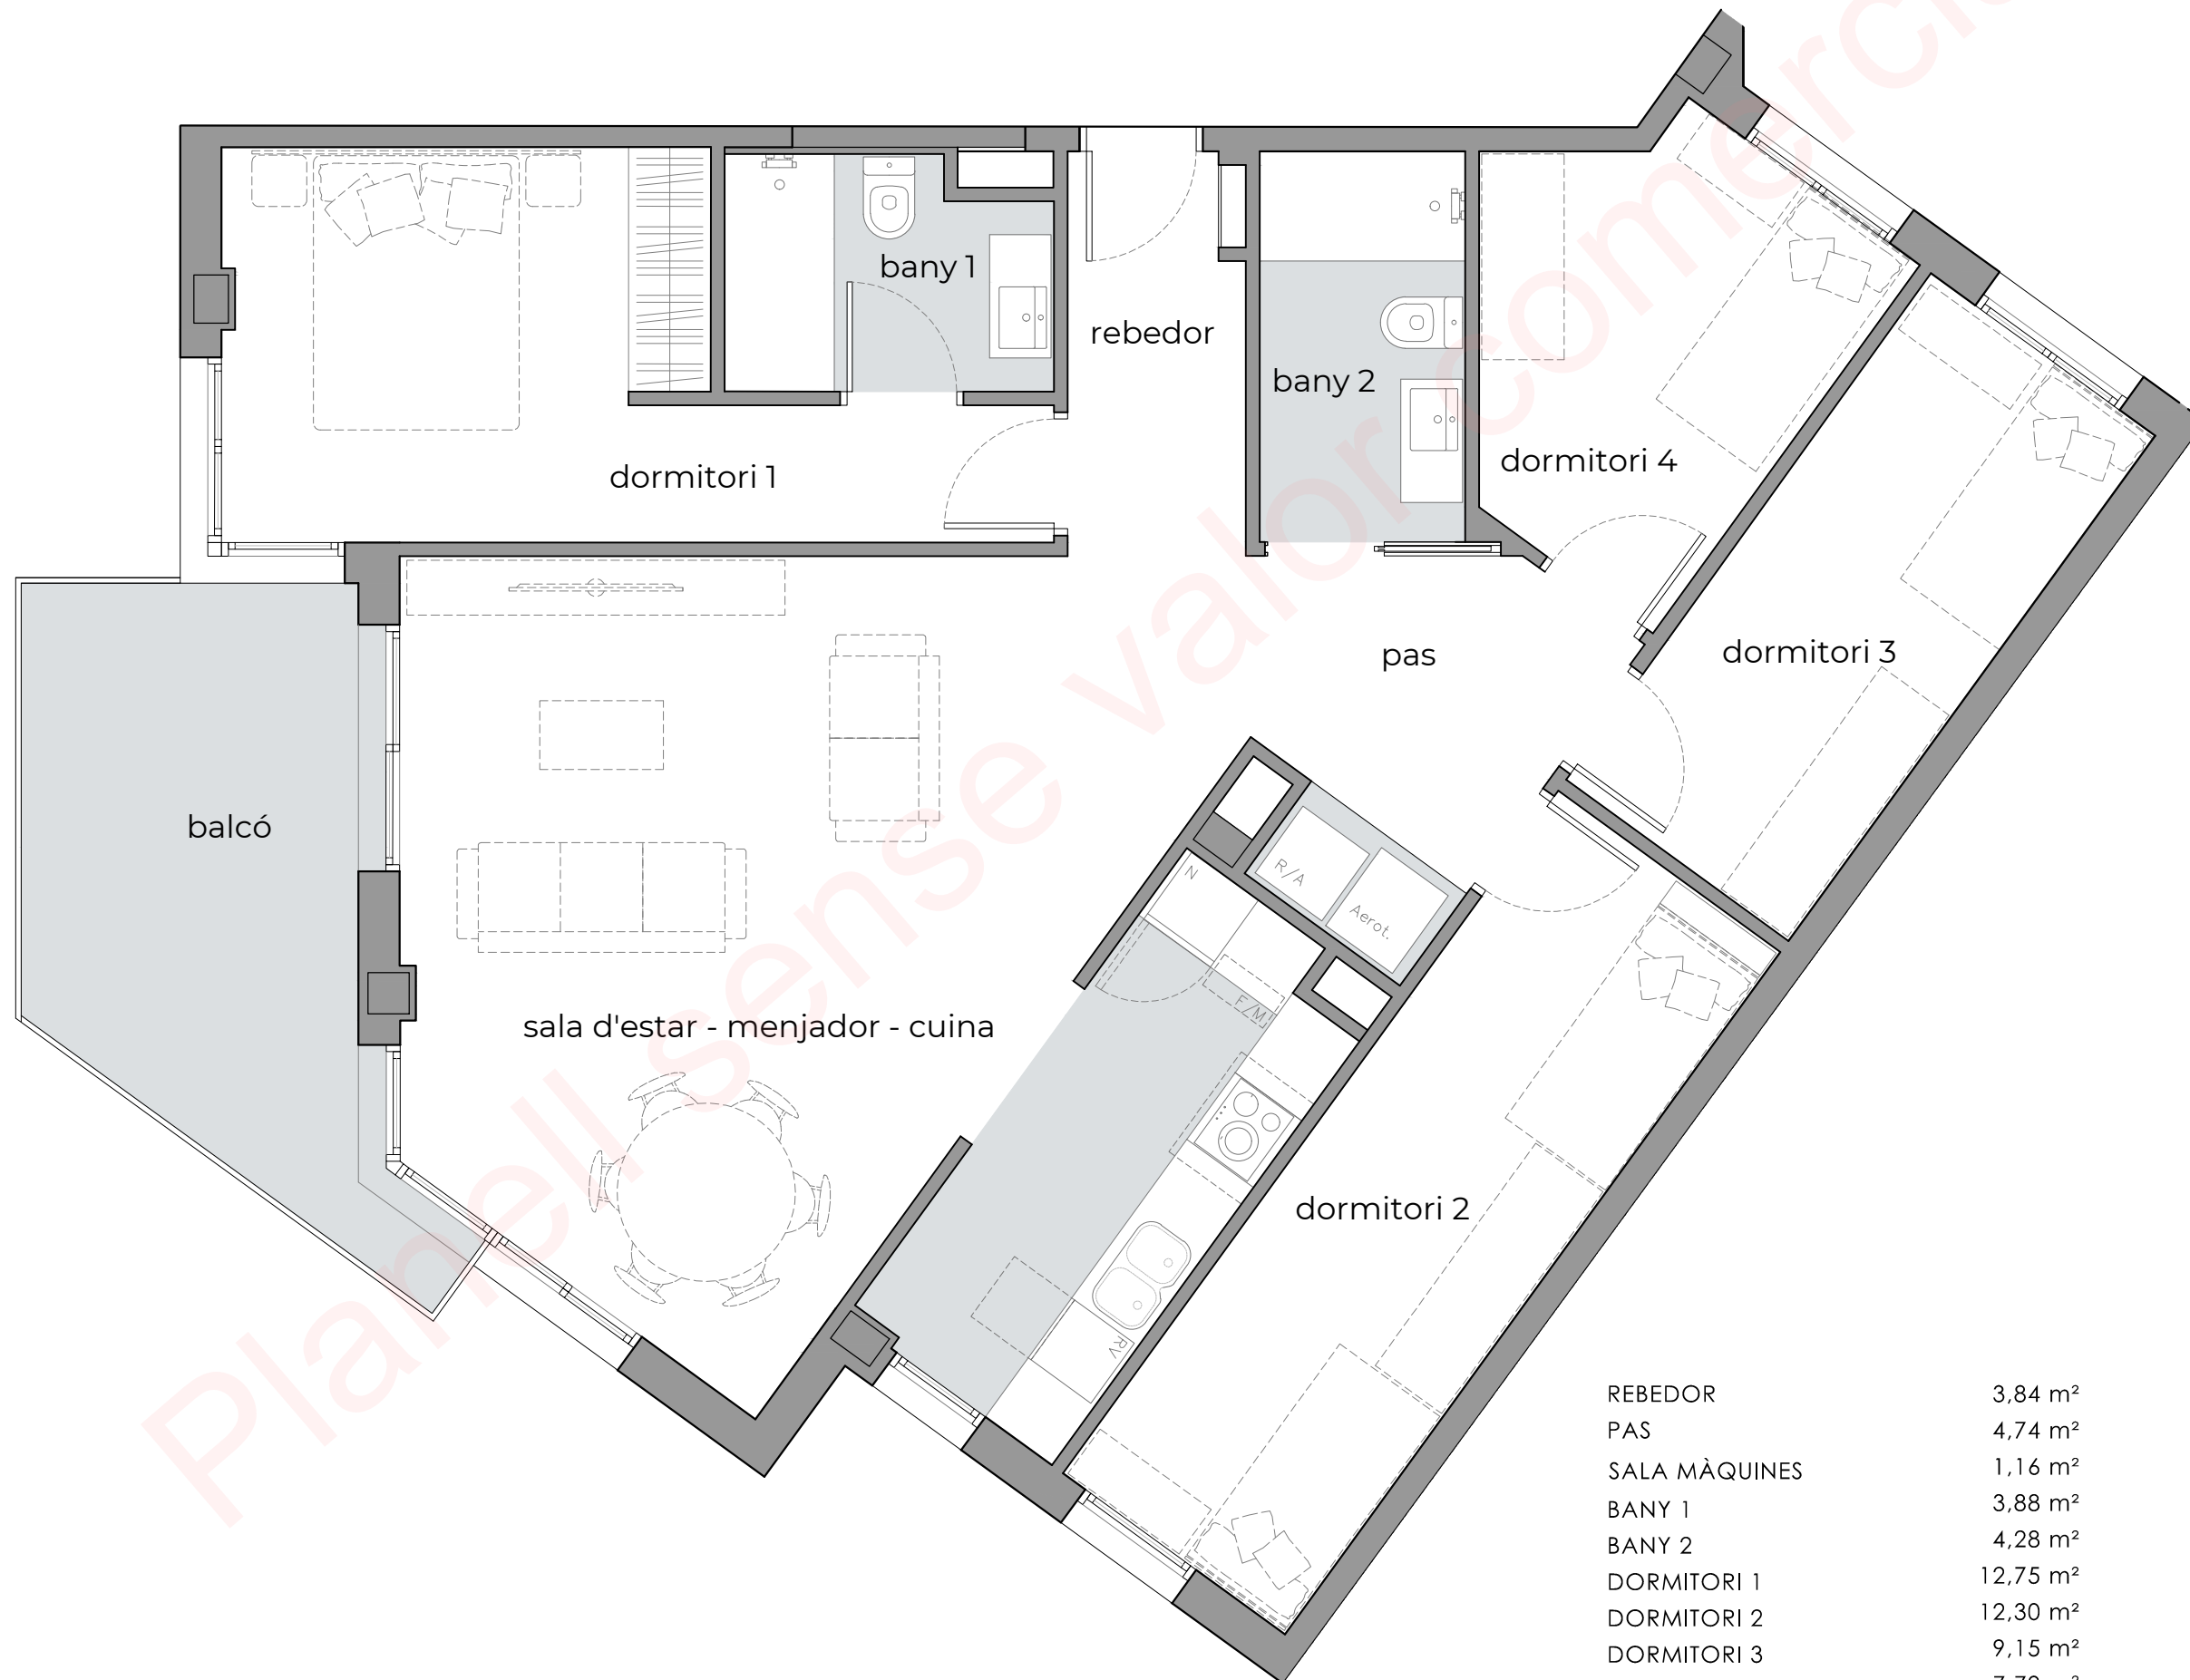 bany 1
rebedor
bany 2
dormitori 4
dormitori 1
pas
dormitori 3
balcó
R/A
N
Aerot.
F/M
sala d'estar - menjador - cuina
dormitori 2
RV
Planell sense valor comerci
REBEDOR 3,84 m²
PAS 4,74 m²
SALA MÀQUINES 1,16 m²
BANY 1 3,88 m²
BANY 2 4,28 m²
DORMITORI 1 12,75 m²
DORMITORI 2 12,30 m²
DORMITORI 3 9,15 m²